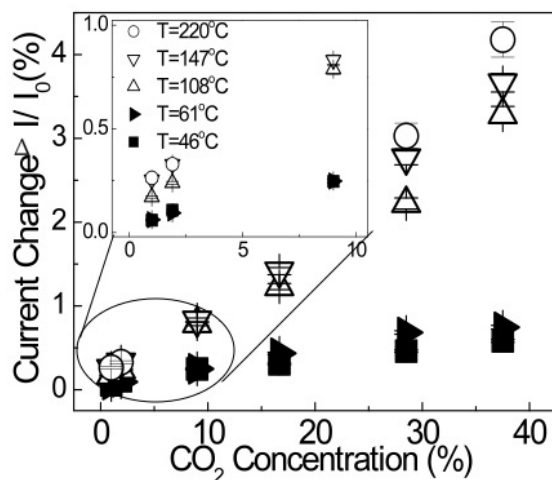 Current Change Δ I/ I₀(%)
4
3
2
1
0
1.0
0.5
0.0
T=220°C
T=147°C
T=108°C
T=61°C
T=46°C
0 5 10
0 10 20 30 40
CO₂ Concentration (%)